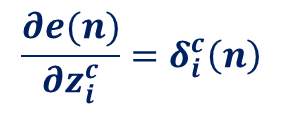 ∂e(n)/∂z_i^c = δ_i^c(n)